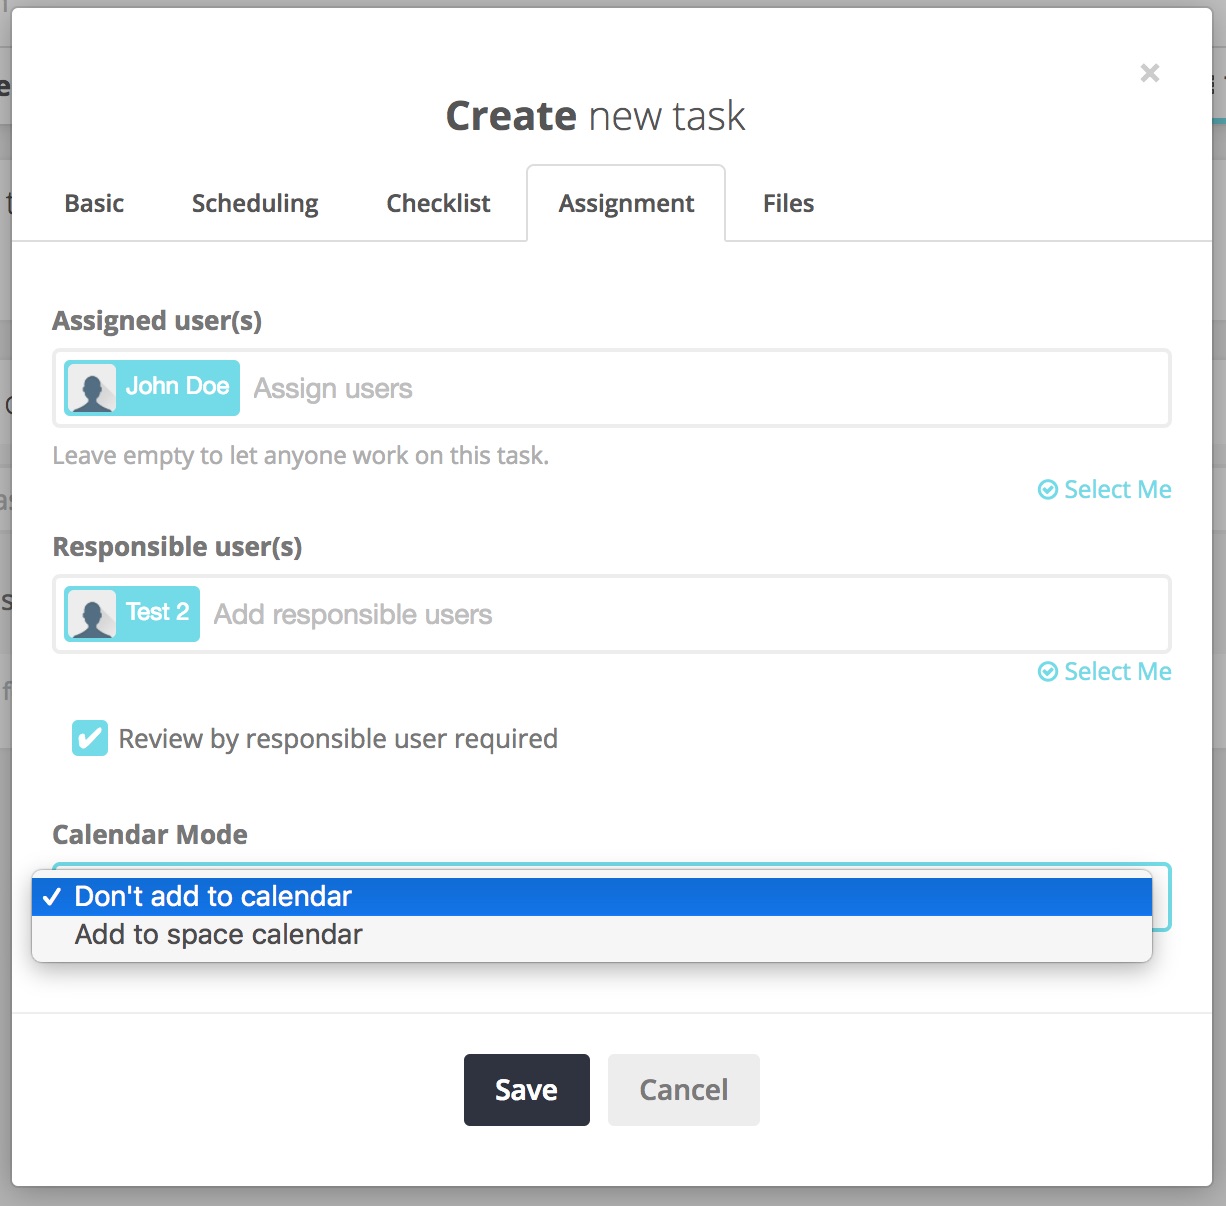 Create new task
Basic Scheduling Checklist Assignment Files
Assigned user(s)
John Doe Assign users
Leave empty to let anyone work on this task.
Select Me
Responsible user(s)
Test 2 Add responsible users
Select Me
Review by responsible user required
Calendar Mode
Don't add to calendar
Add to space calendar
Save Cancel